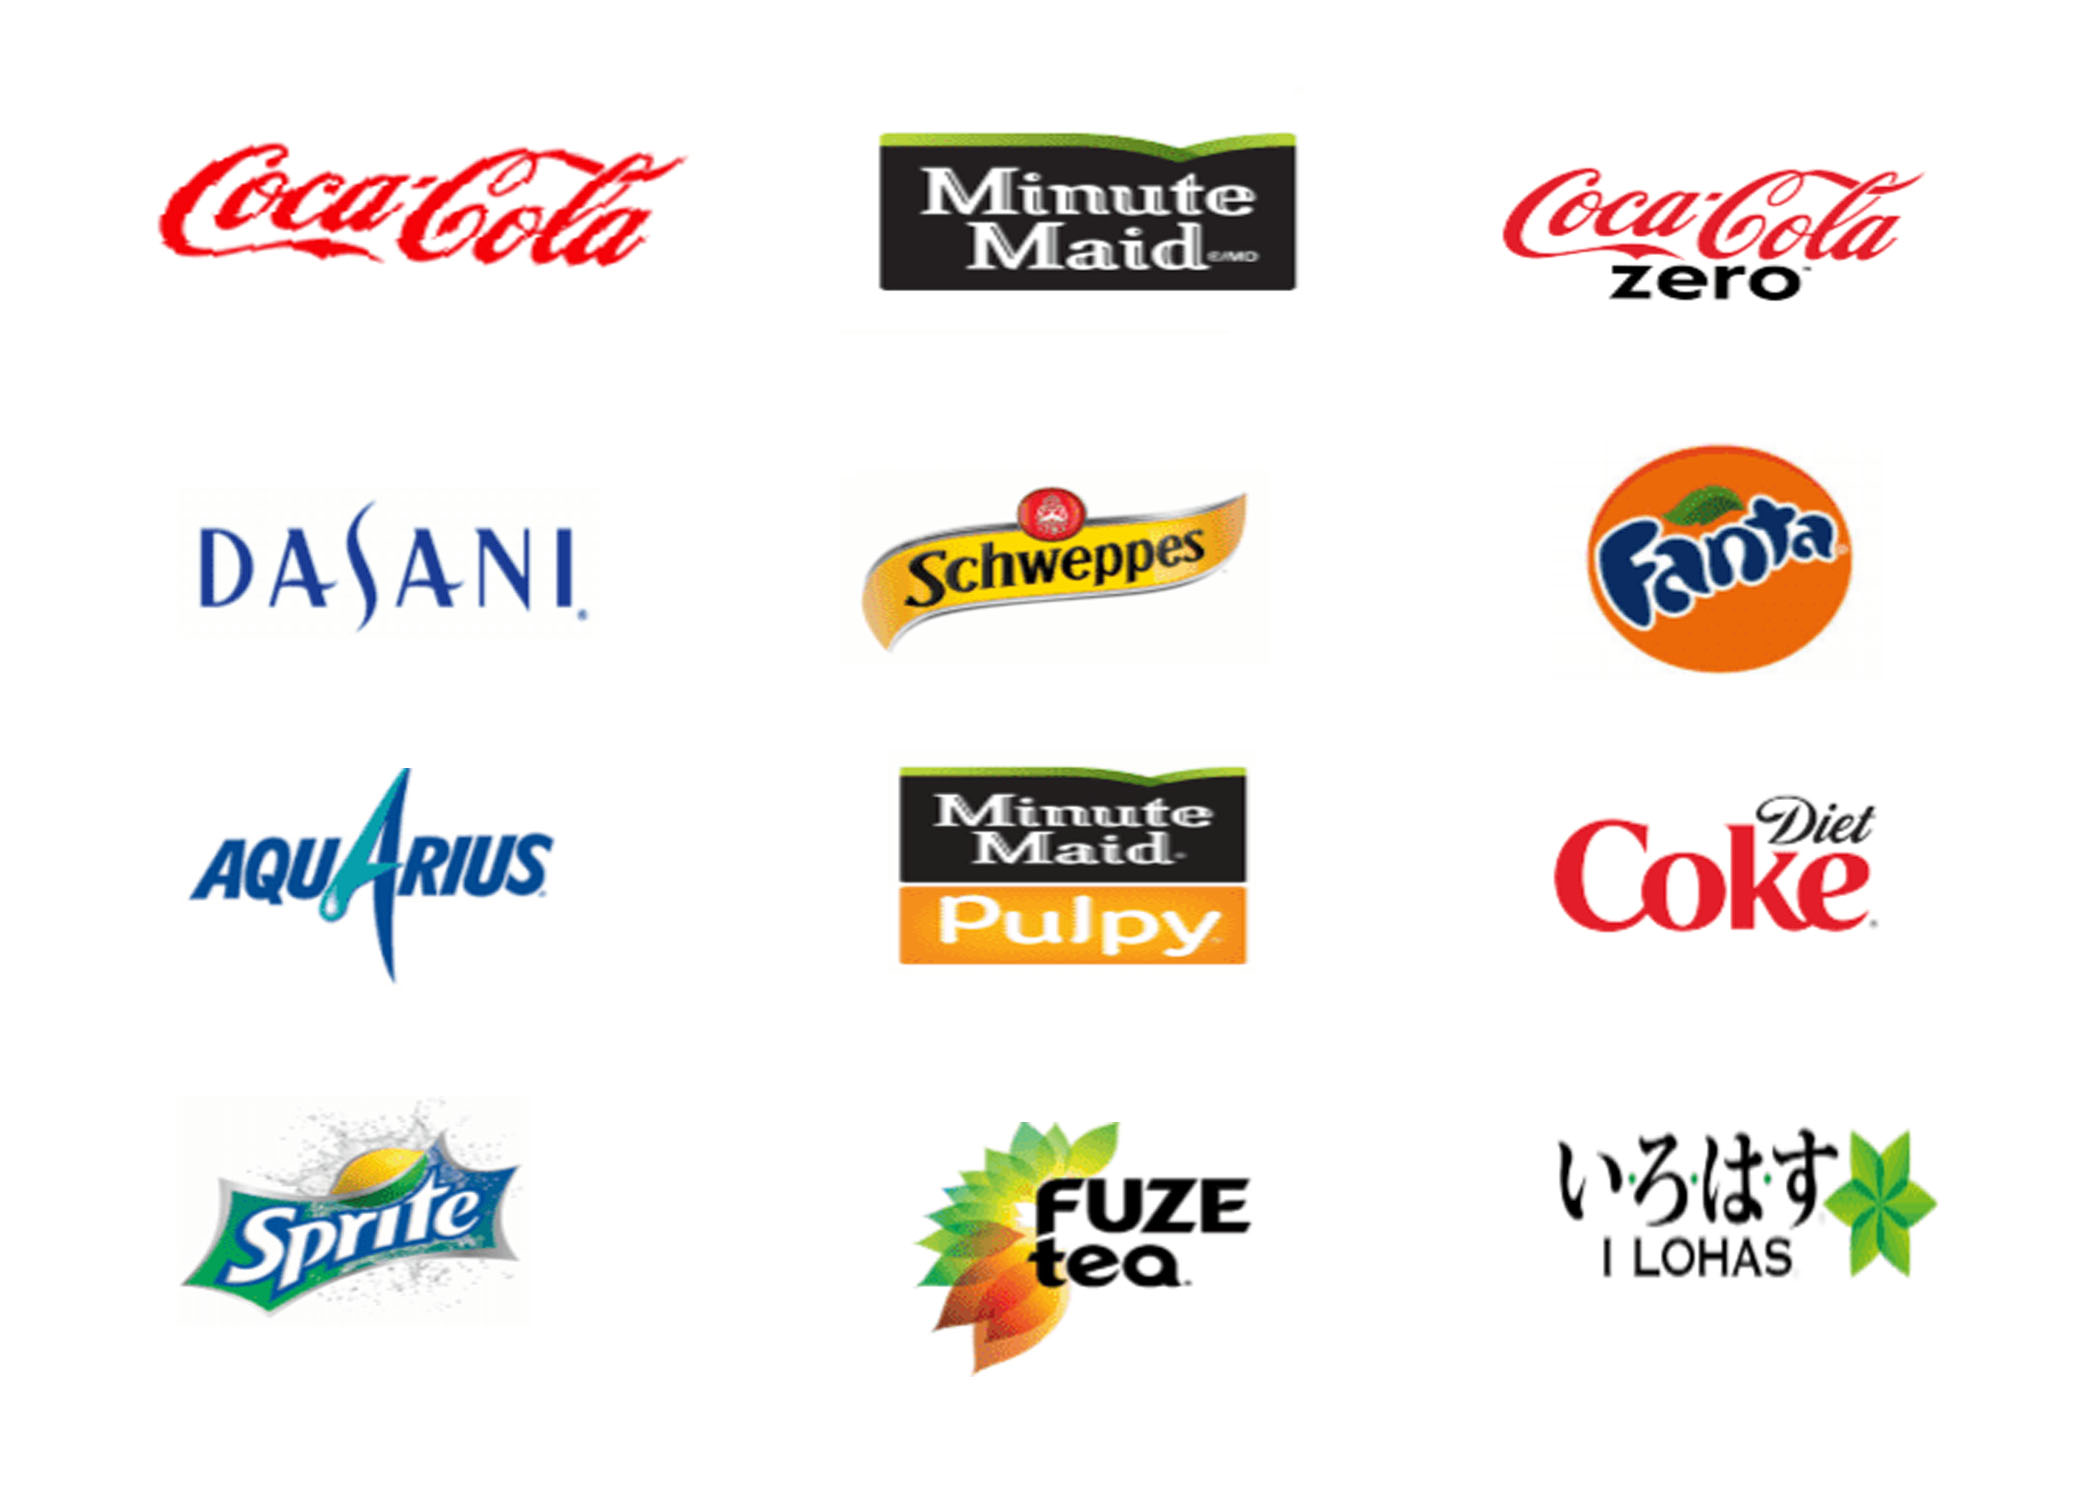 Coca-Cola
Minute
Maid ®/MD
Coca-Cola
zero
DASANI®
Schweppes
Fanta
AQUARIUS
Minute
Maid
Pulpy
Diet
Coke
Sprite
FUZE
tea
い・ろ・は・す
I LOHAS